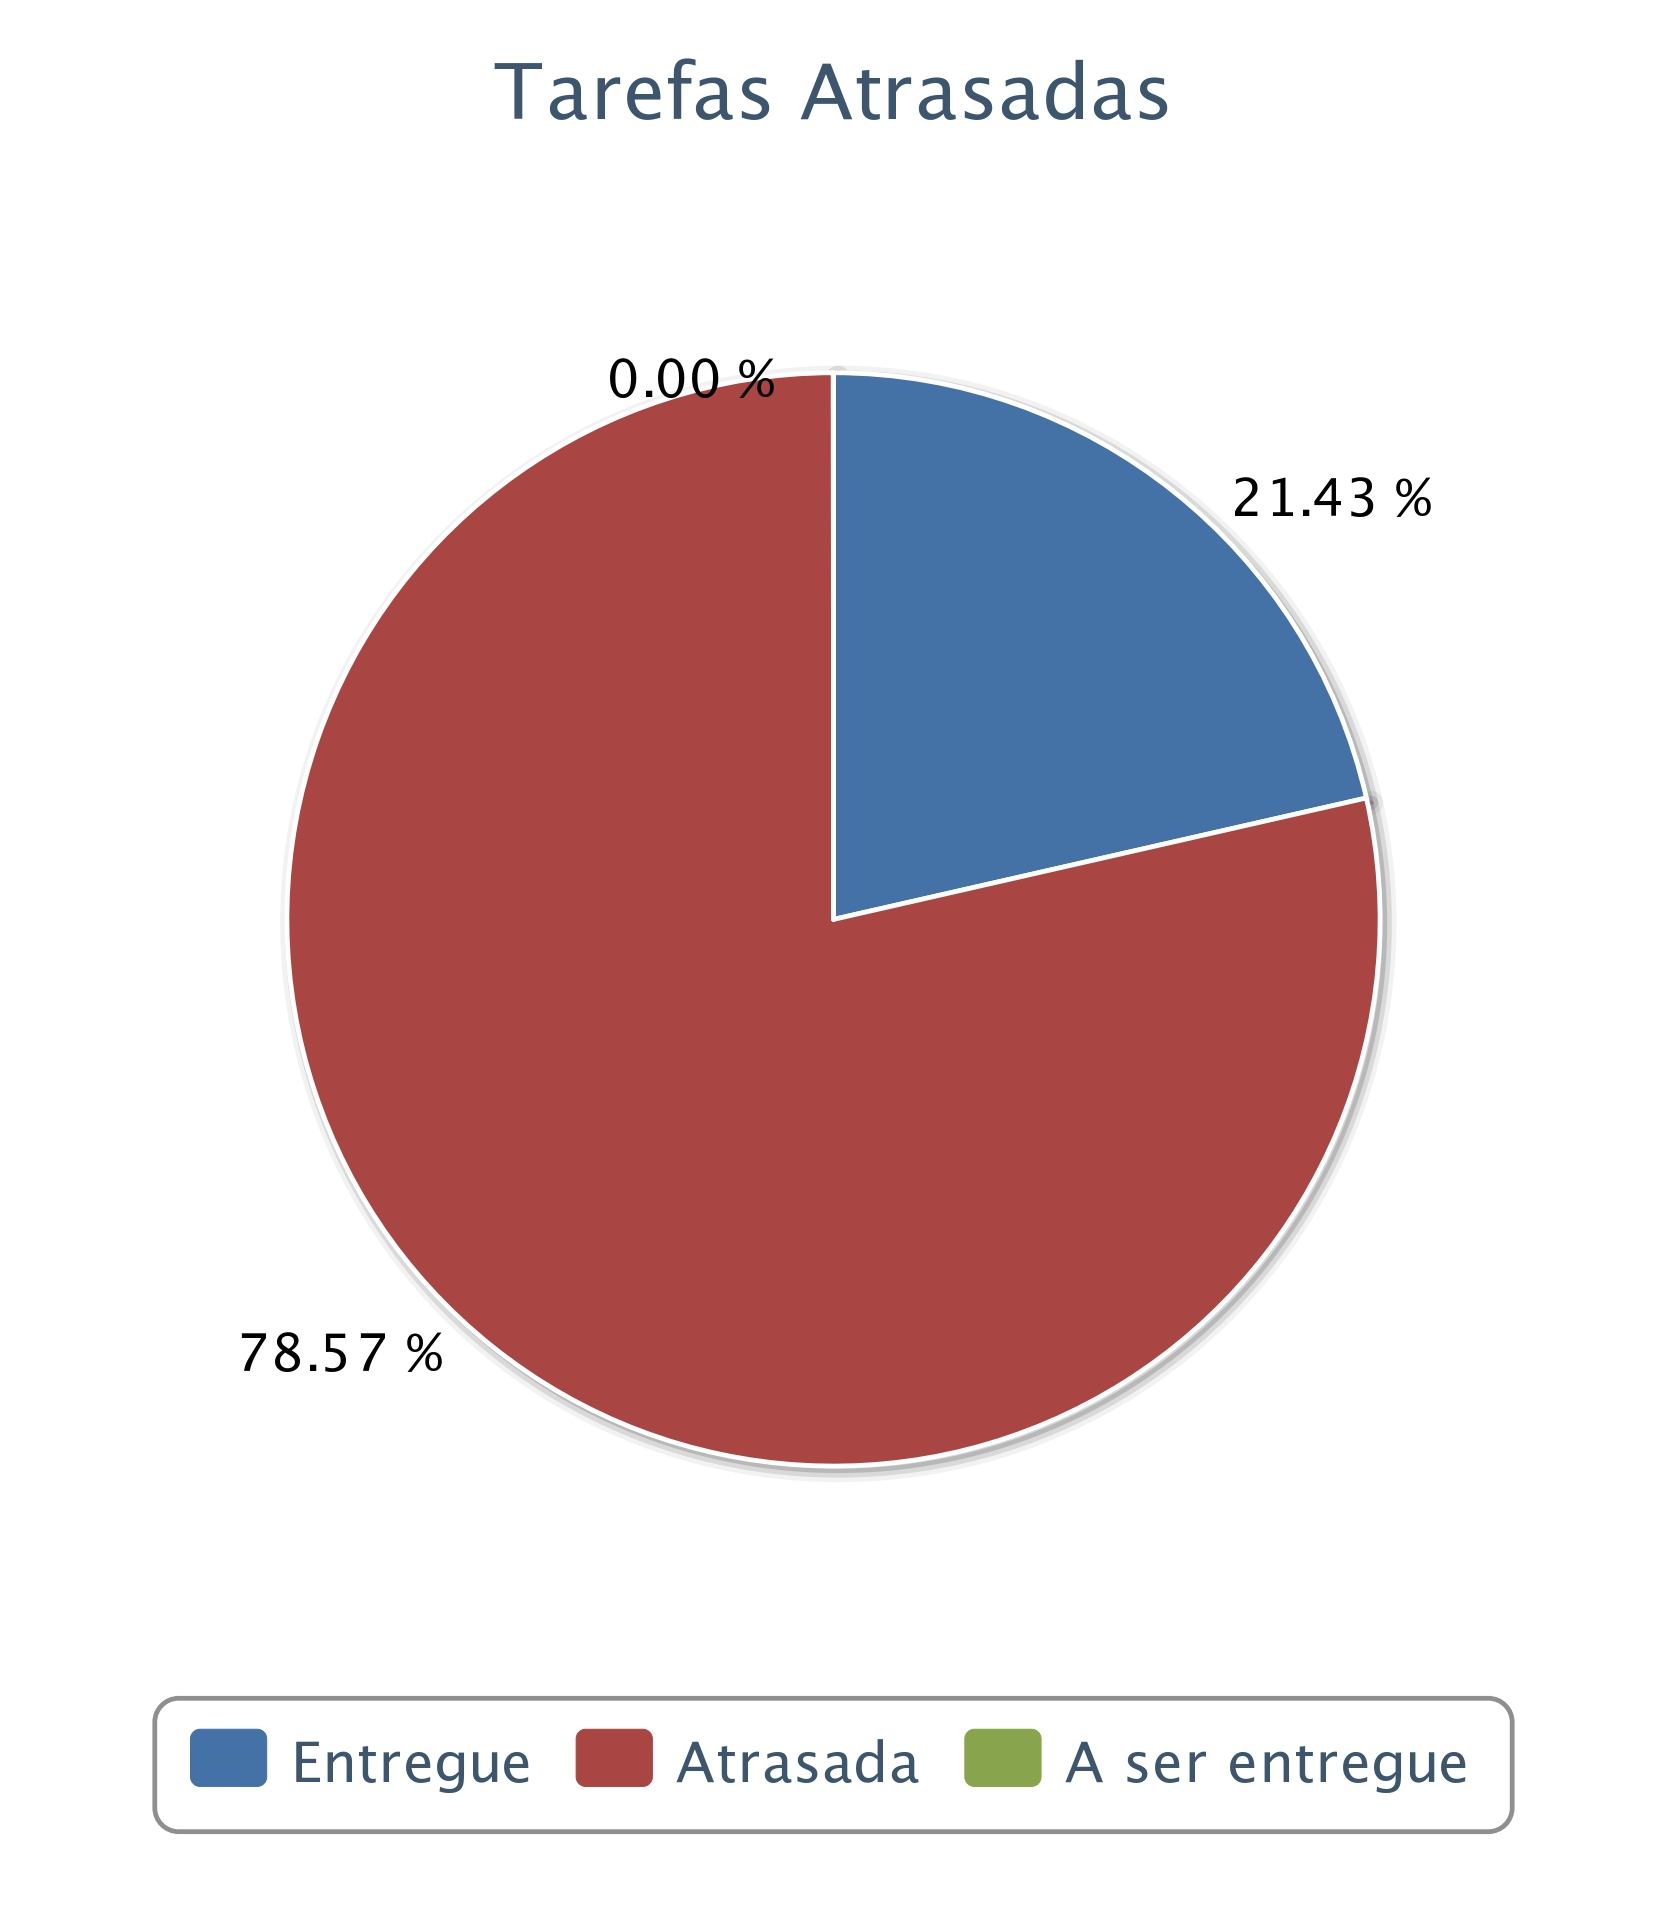 Tarefas Atrasadas
0.00 %
21.43 %
78.57 %
Entregue Atrasada A ser entregue